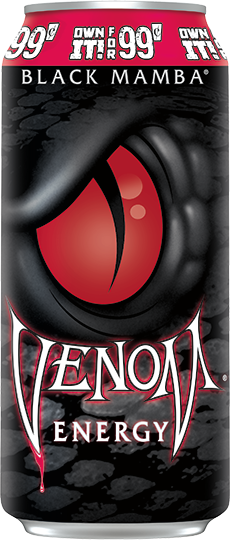 99¢ OWN IT! FOR 99¢ OWN IT!
BLACK MAMBA®
VENOM®
ENERGY